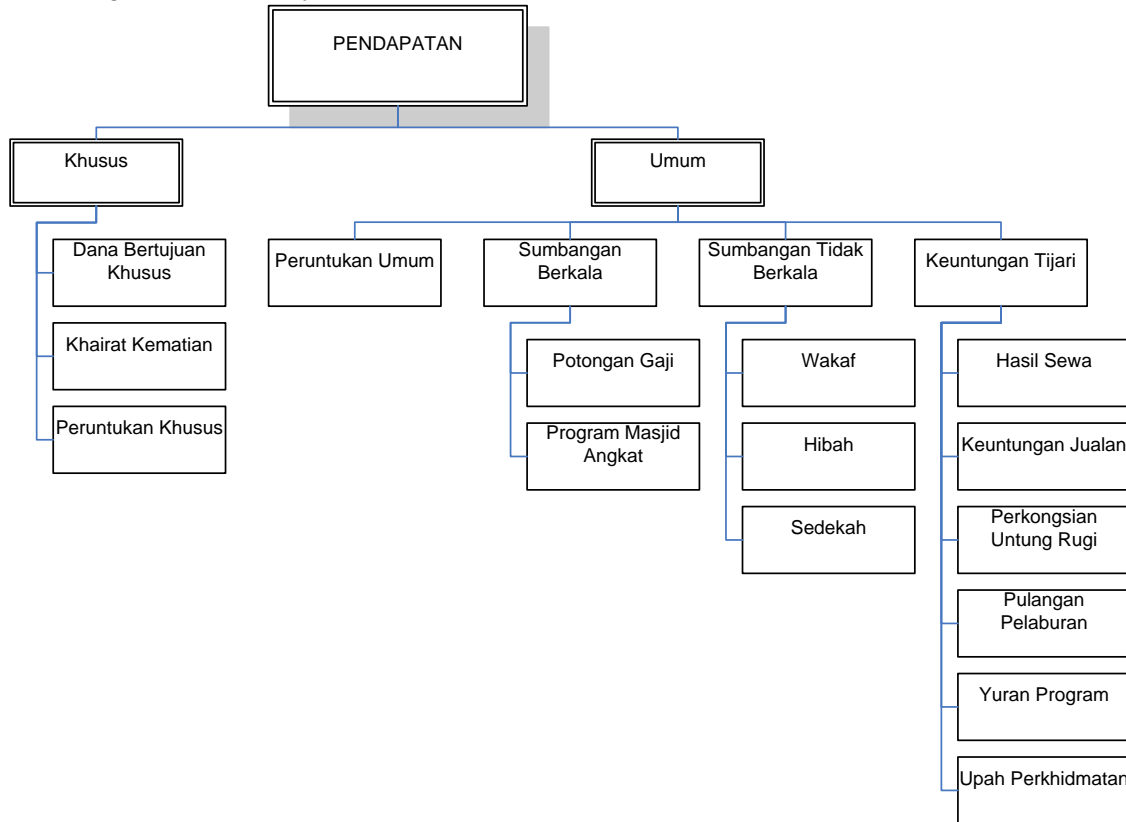 PENDAPATAN
Khusus
Umum
Dana Bertujuan
Khusus
Khairat Kematian
Peruntukan Khusus
Peruntukan Umum
Sumbangan
Berkala
Potongan Gaji
Program Masjid
Angkat
Sumbangan Tidak
Berkala
Wakaf
Hibah
Sedekah
Keuntungan Tijari
Hasil Sewa
Keuntungan Jualan
Perkongsian
Untung Rugi
Pulangan
Pelaburan
Yuran Program
Upah Perkhidmatan